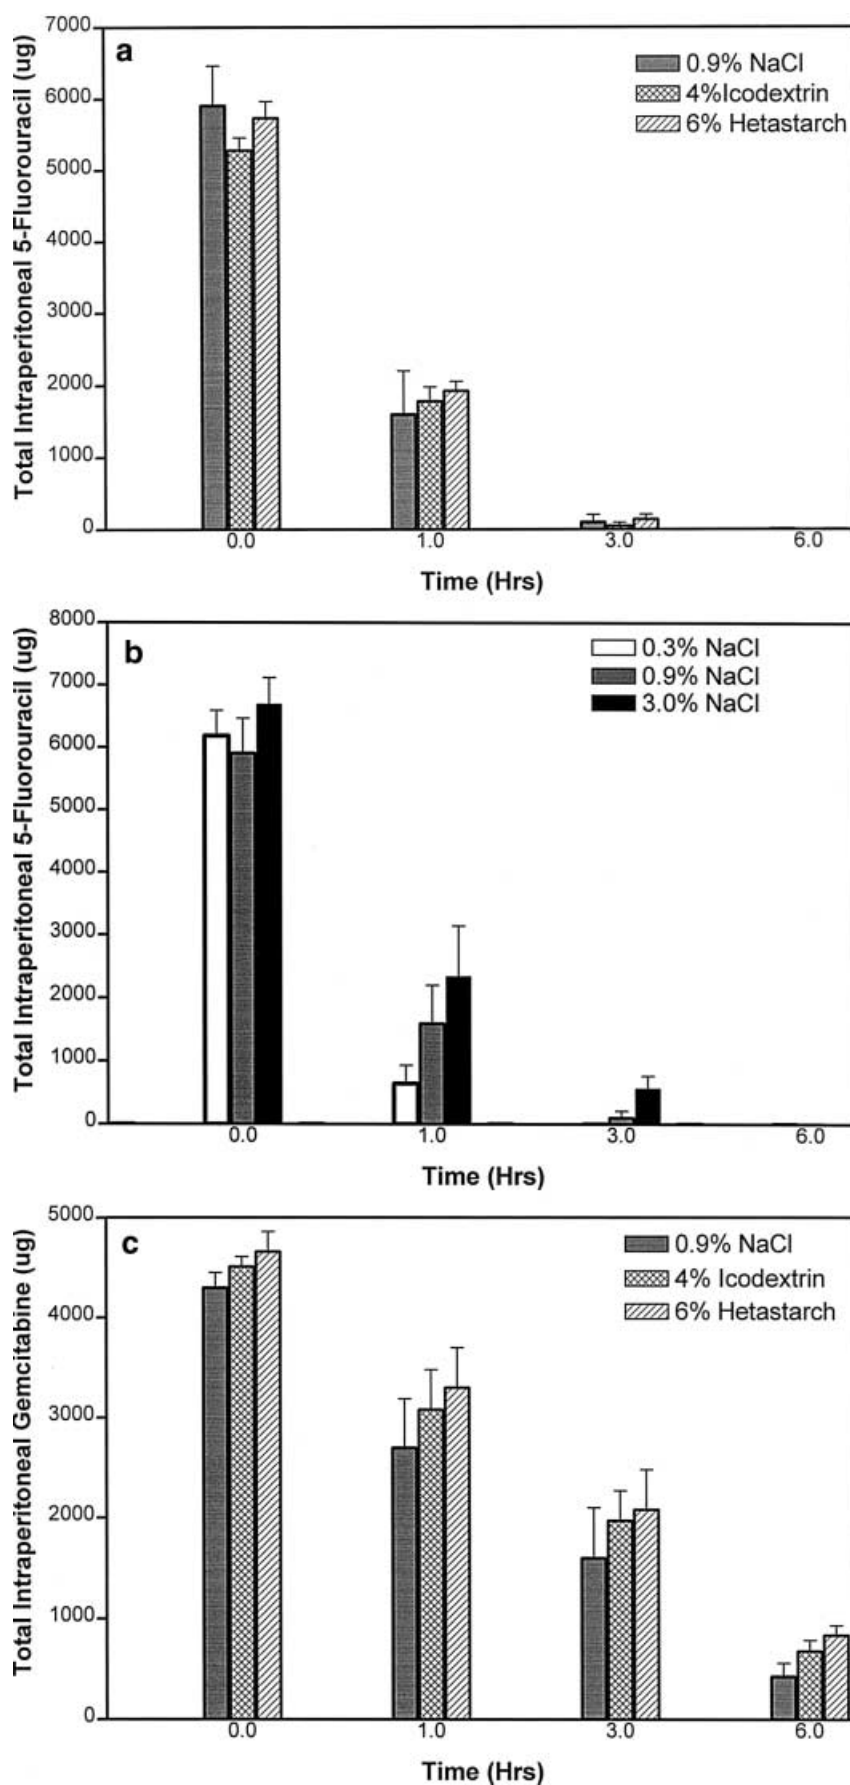 a
0.9% NaCl
4%Icodextrin
6% Hetastarch
Total Intraperitoneal 5-Fluorouracil (ug)
7000
6000
5000
4000
3000
2000
1000
0
0.0 1.0 3.0 6.0
Time (Hrs)
b
0.3% NaCl
0.9% NaCl
3.0% NaCl
Total Intraperitoneal 5-Fluorouracil (ug)
8000
7000
6000
5000
4000
3000
2000
1000
0
0.0 1.0 3.0 6.0
Time (Hrs)
c
0.9% NaCl
4% Icodextrin
6% Hetastarch
Total Intraperitoneal Gemcitabine (ug)
5000
4000
3000
2000
1000
0
0.0 1.0 3.0 6.0
Time (Hrs)